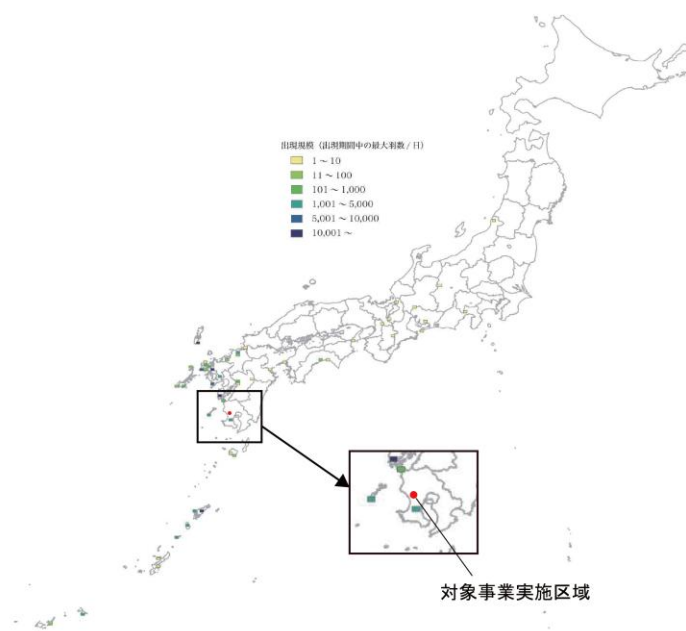 出現規模（出現期間中の最大羽数 / 日）
1 ～ 10
11 ～ 100
101 ～ 1,000
1,001 ～ 5,000
5,001 ～ 10,000
10,001 ～
対象事業実施区域